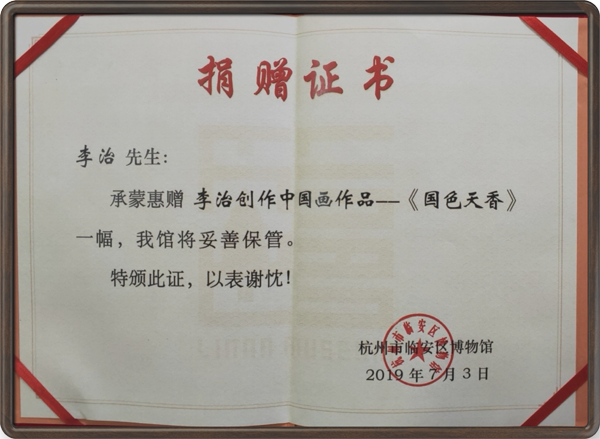 捐赠证书
李治 先生:
承蒙惠赠 李治创作中国画作品——《国色天香》
一幅，我馆将妥善保管。
特颁此证，以表谢忱!
杭州市临安区博物馆
2019年7月3日